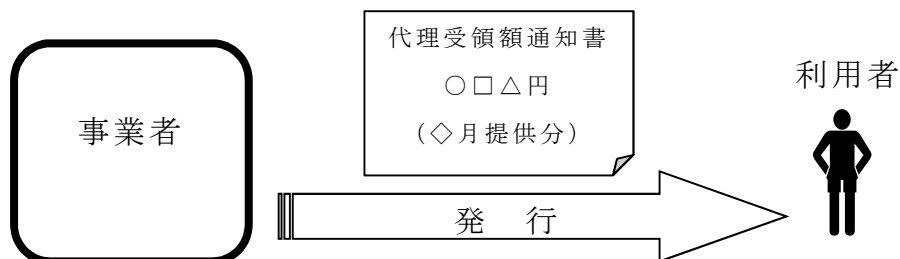 代理受領額通知書
○□△円
(◇月提供分)
利用者
事業者
発 行